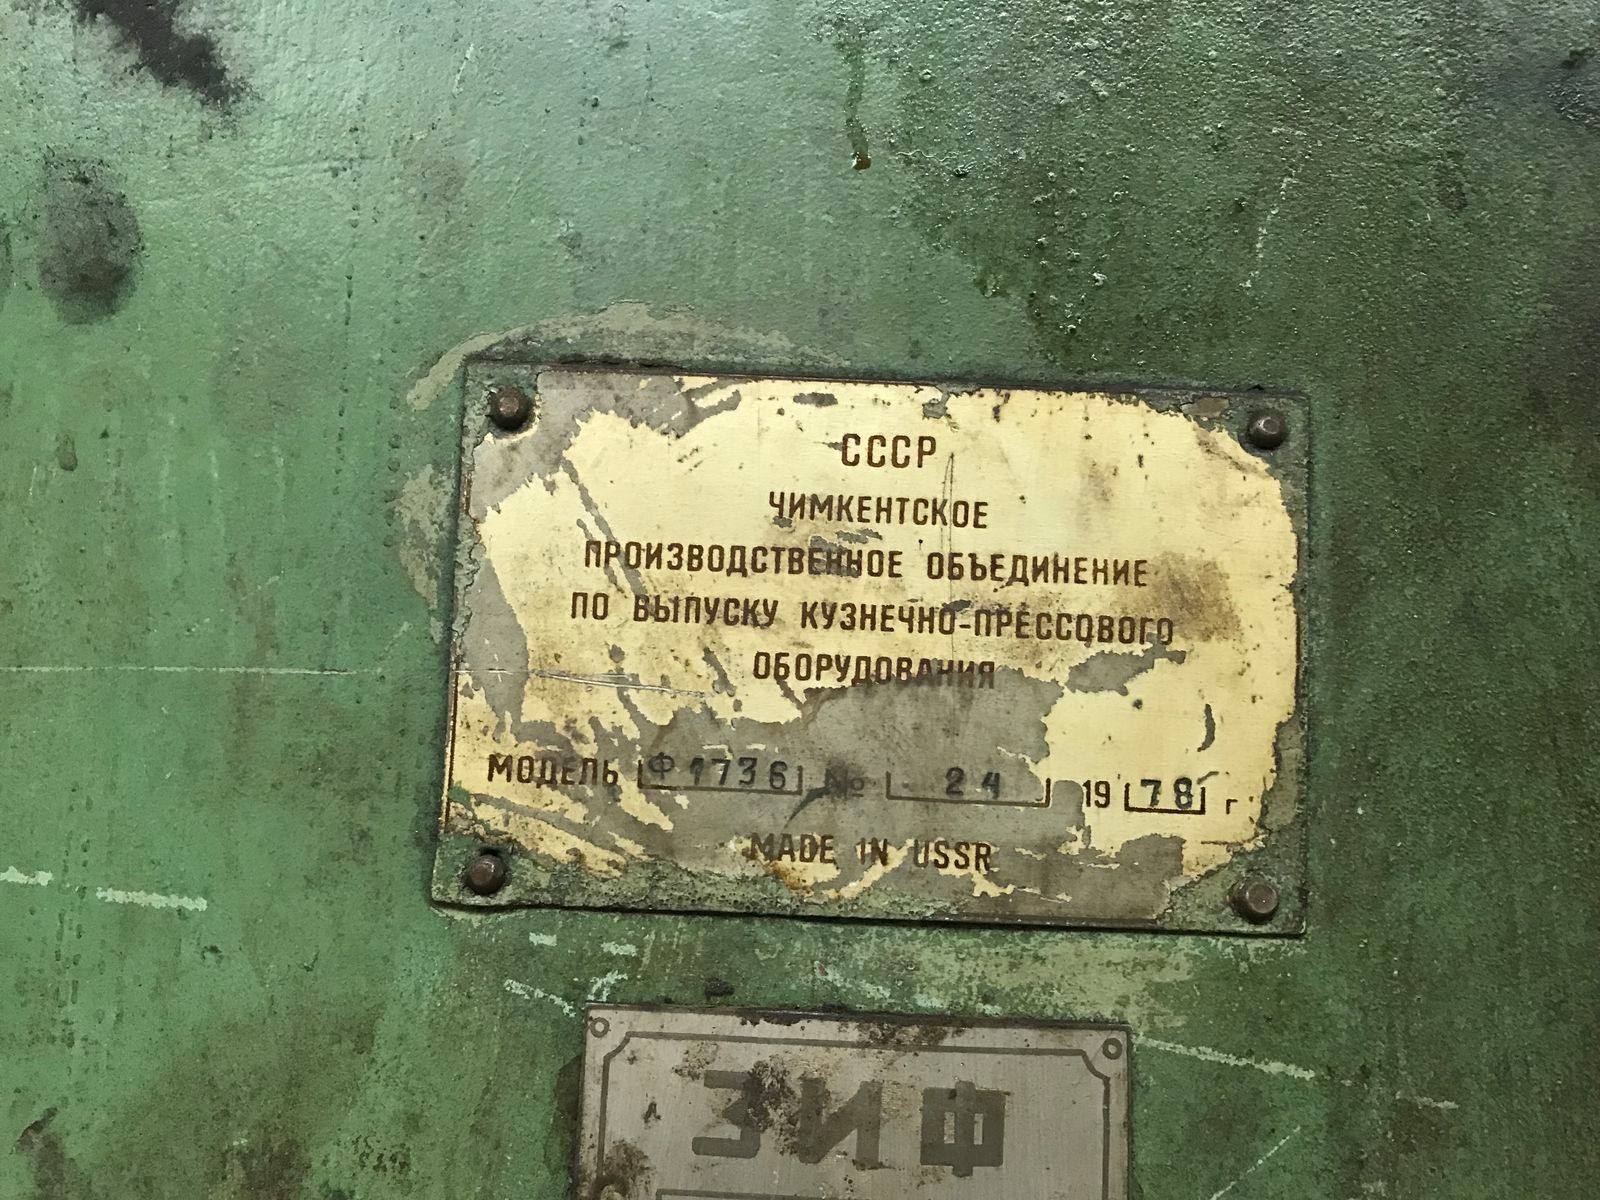 СССР
ЧИМКЕНТСКОЕ
ПРОИЗВОДСТВЕННОЕ ОБЪЕДИНЕНИЕ
ПО ВЫПУСКУ КУЗНЕЧНО-ПРЕССОВОГО
ОБОРУДОВАНИЯ
МОДЕЛЬ Ф1736 № 24 1978 г
MADE IN USSR
ЗИФ